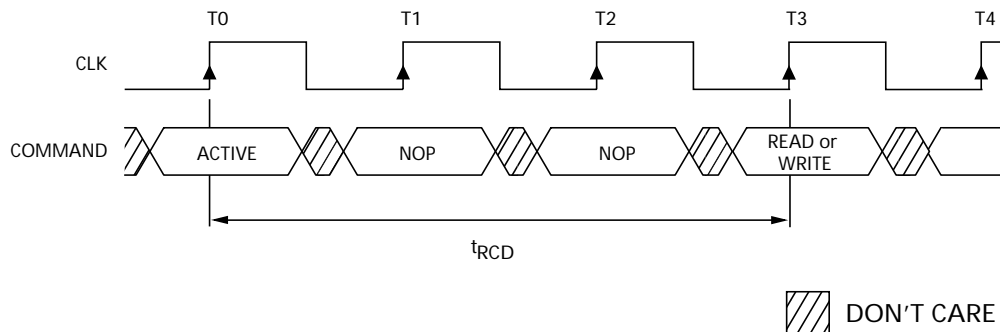 T0 T1 T2 T3 T4
CLK
COMMAND ACTIVE NOP NOP READ or
WRITE
tRCD
DON'T CARE